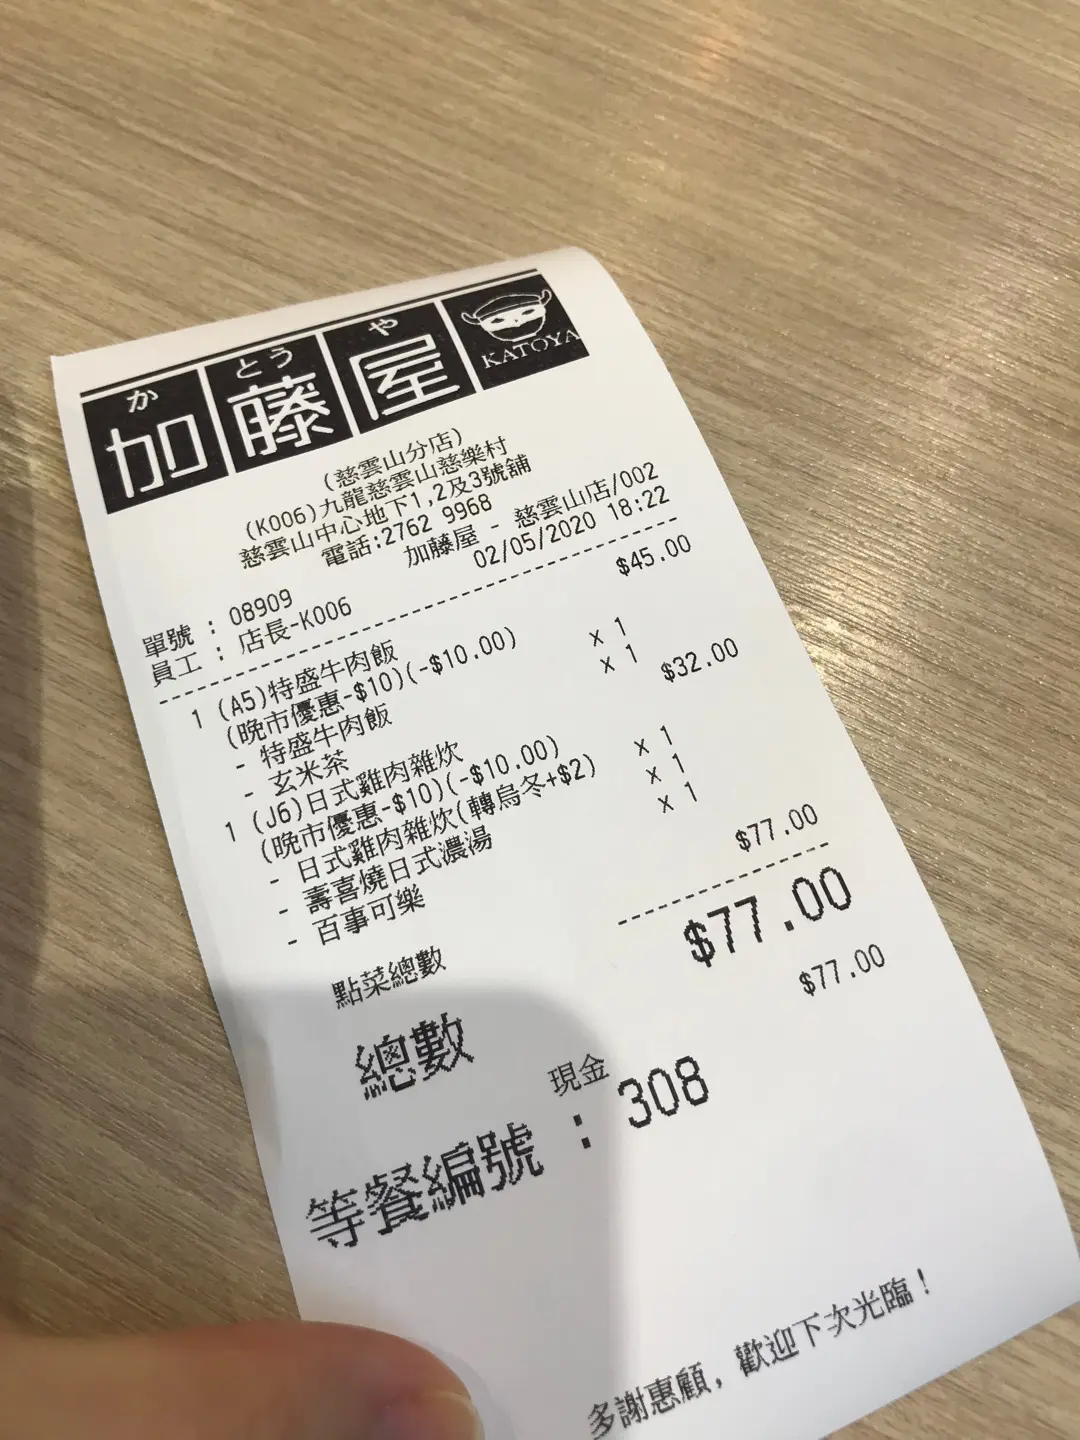 か とう や
加藤屋 KATOYA
(慈雲山分店)
(K006)九龍慈雲山慈樂村
慈雲山中心地下1,2及3號舖
電話:2762 9968
加藤屋 - 慈雲山店/002
02/05/2020 18:22
單號 : 08909
員工 : 店長-K006
1 (A5)特盛牛肉飯 $45.00
(晚市優惠-$10)(-$10.00)
- 特盛牛肉飯 x 1
- 玄米茶 x 1
1 (J6)日式雞肉雜炊 $32.00
(晚市優惠-$10)(-$10.00)
- 日式雞肉雜炊(轉烏冬+$2) x 1
- 壽喜燒日式濃湯 x 1
- 百事可樂 x 1
點菜總數 $77.00
總數 $77.00
現金 $77.00
等餐編號 : 308
多謝惠顧, 歡迎下次光臨!